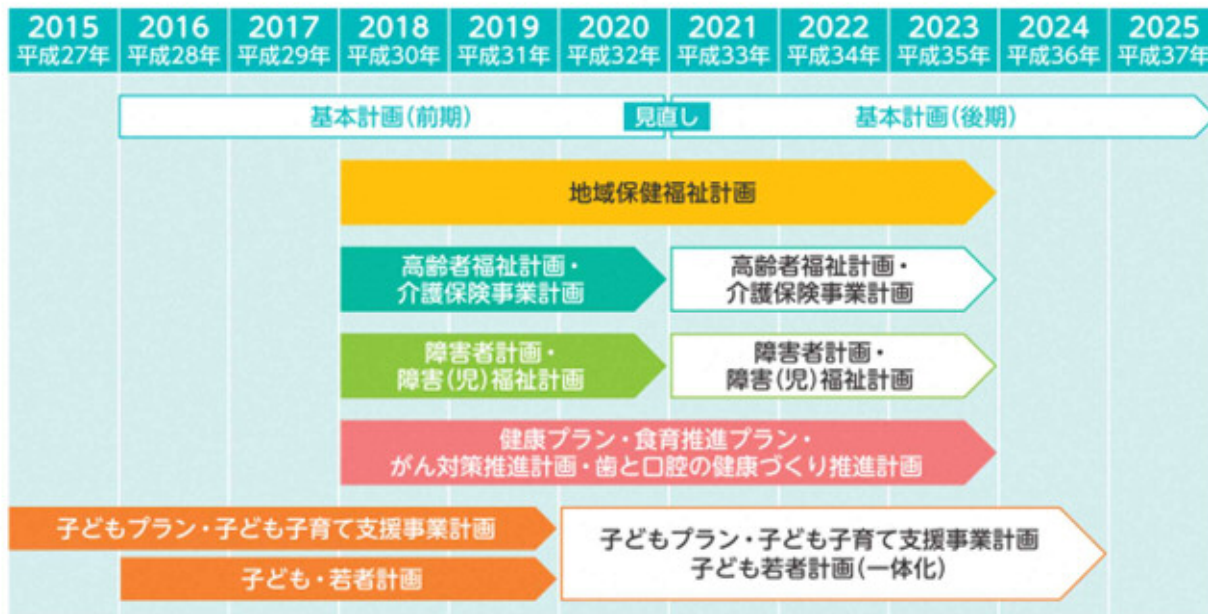 2015 2016 2017 2018 2019 2020 2021 2022 2023 2024 2025
平成27年 平成28年 平成29年 平成30年 平成31年 平成32年 平成33年 平成34年 平成35年 平成36年 平成37年
基本計画(前期) 見直し 基本計画(後期)
地域保健福祉計画
高齢者福祉計画・
介護保険事業計画
高齢者福祉計画・
介護保険事業計画
障害者計画・
障害(児)福祉計画
障害者計画・
障害(児)福祉計画
健康プラン・食育推進プラン・
がん対策推進計画・歯と口腔の健康づくり推進計画
子どもプラン・子ども子育て支援事業計画
子ども・若者計画
子どもプラン・子ども子育て支援事業計画
子ども若者計画(一体化)